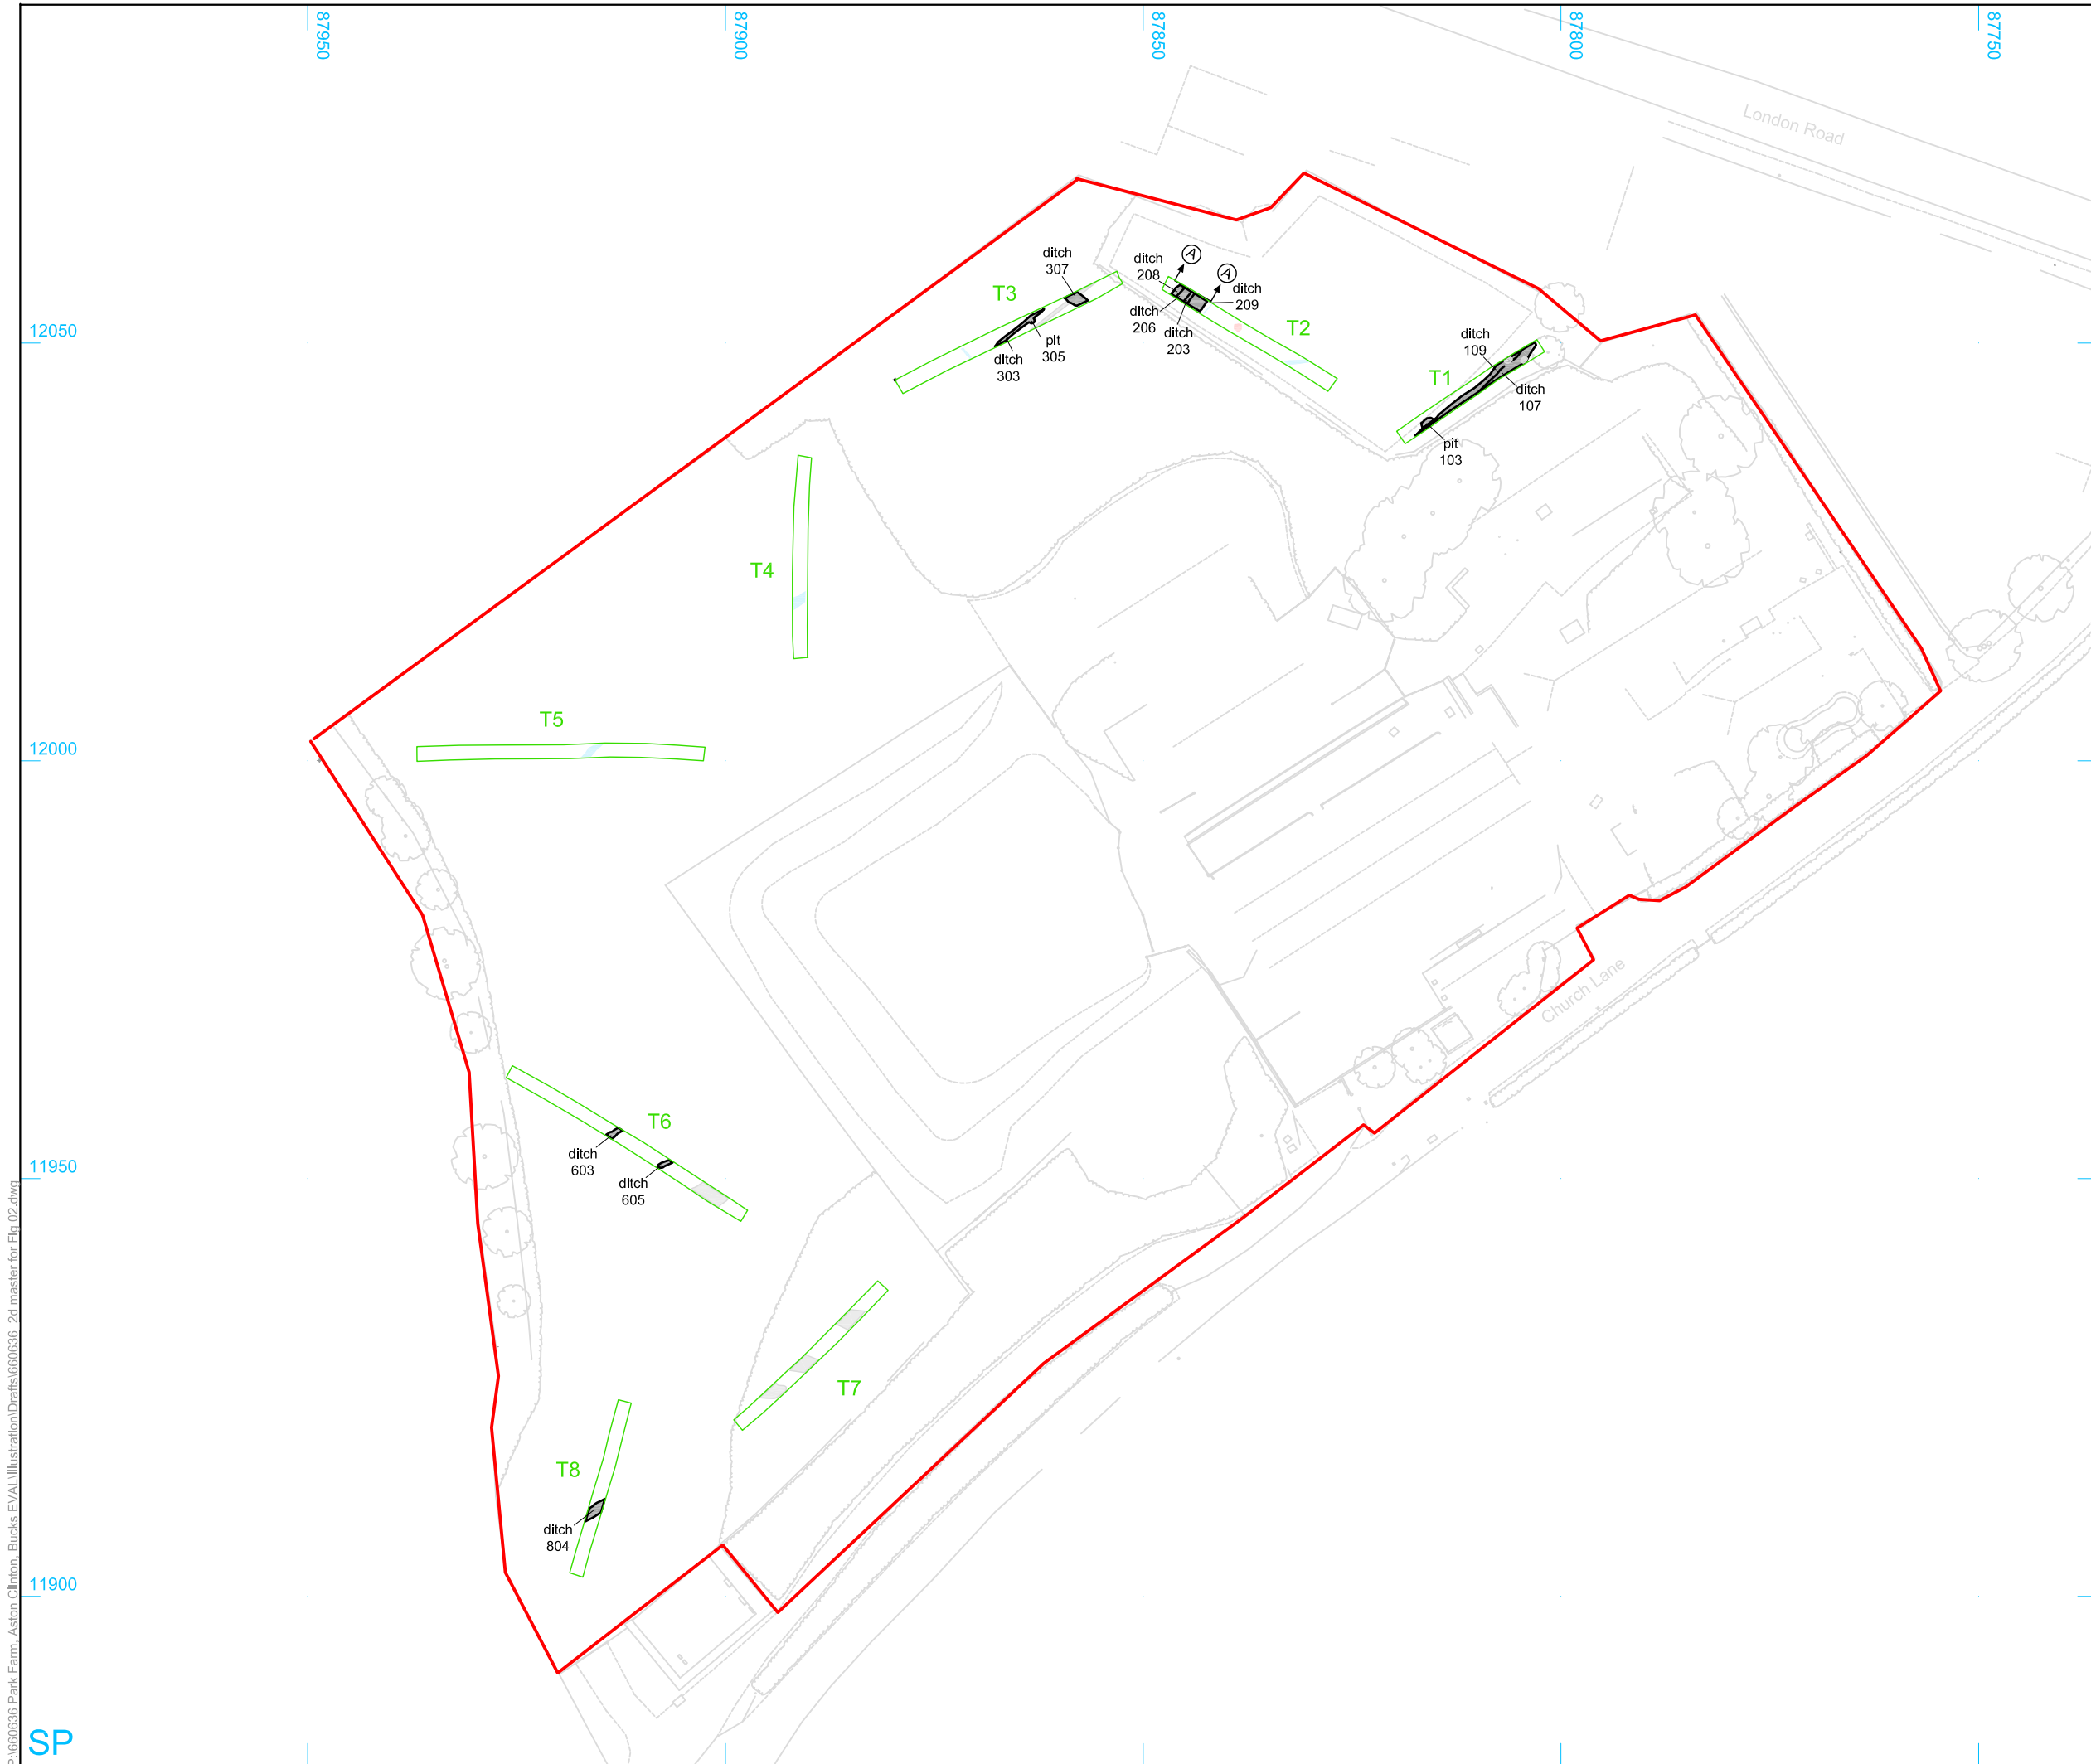 87950
87900
87850
87800
87750
London Road
ditch
307
T3
pit
305
ditch
303
ditch
208
A
A
ditch
209
ditch
206
ditch
203
T2
12050
ditch
109
T1
ditch
107
pit
103
T4
T5
12000
Church Lane
T6
ditch
603
ditch
605
11950
T7
T8
ditch
804
11900
SP
P:\660636 Park Farm, Aston Clinton, Bucks EVAL\Illustration\Drafts\660636_2d master for Fig 02.dwg